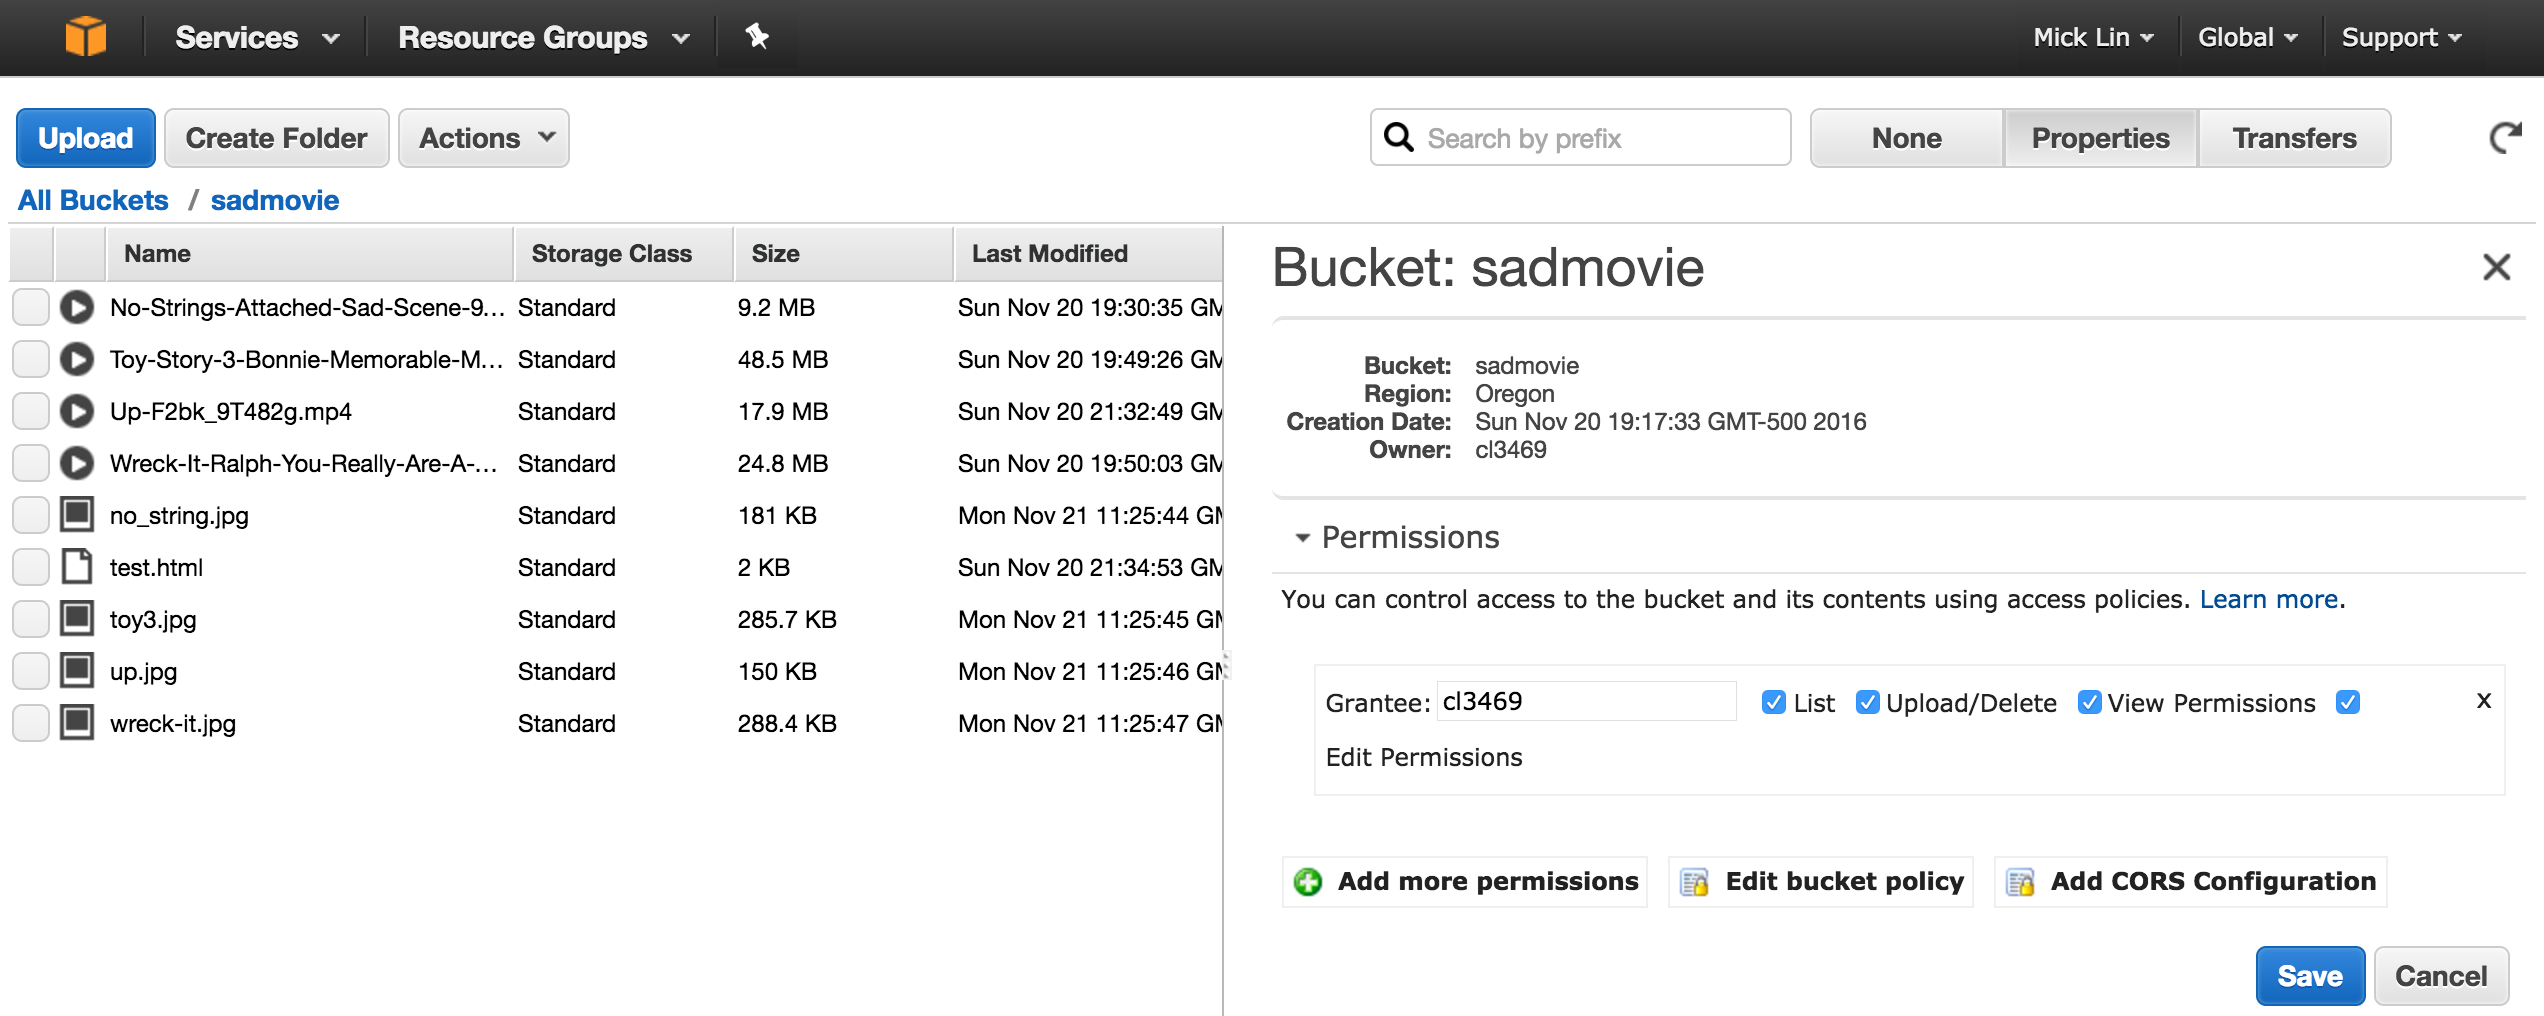 Services Resource Groups Mick Lin Global Support
Upload Create Folder Actions Search by prefix None Properties Transfers
All Buckets / sadmovie
Name Storage Class Size Last Modified
No-Strings-Attached-Sad-Scene-9... Standard 9.2 MB Sun Nov 20 19:30:35 GM
Toy-Story-3-Bonnie-Memorable-M... Standard 48.5 MB Sun Nov 20 19:49:26 GM
Up-F2bk_9T482g.mp4 Standard 17.9 MB Sun Nov 20 21:32:49 GM
Wreck-It-Ralph-You-Really-Are-A-... Standard 24.8 MB Sun Nov 20 19:50:03 GM
no_string.jpg Standard 181 KB Mon Nov 21 11:25:44 GM
test.html Standard 2 KB Sun Nov 20 21:34:53 GM
toy3.jpg Standard 285.7 KB Mon Nov 21 11:25:45 GM
up.jpg Standard 150 KB Mon Nov 21 11:25:46 GM
wreck-it.jpg Standard 288.4 KB Mon Nov 21 11:25:47 GM
Bucket: sadmovie
Bucket: sadmovie
Region: Oregon
Creation Date: Sun Nov 20 19:17:33 GMT-500 2016
Owner: cl3469
Permissions
You can control access to the bucket and its contents using access policies. Learn more.
Grantee: cl3469 List Upload/Delete View Permissions x
Edit Permissions
Add more permissions Edit bucket policy Add CORS Configuration
Save Cancel